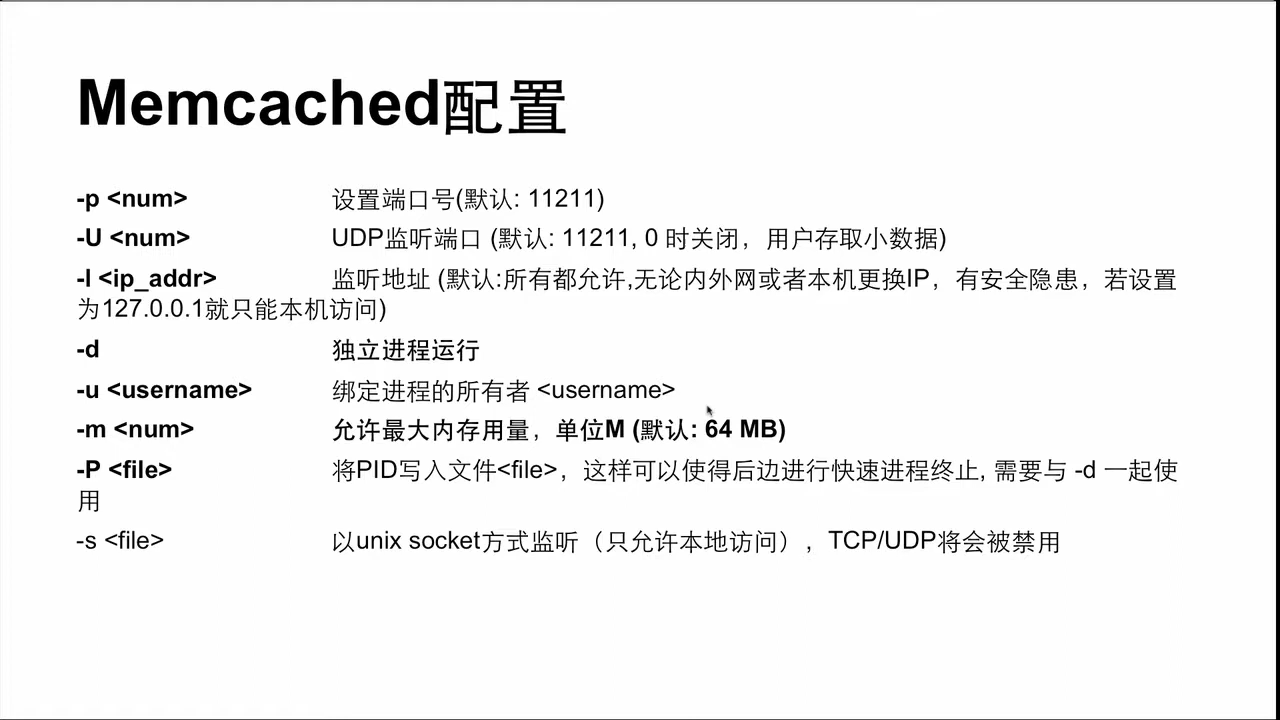 Memcached配置
-p <num> 设置端口号(默认: 11211)
-U <num> UDP监听端口 (默认: 11211, 0 时关闭，用户存取小数据)
-l <ip_addr> 监听地址 (默认:所有都允许,无论内外网或者本机更换IP，有安全隐患，若设置
为127.0.0.1就只能本机访问)
-d 独立进程运行
-u <username> 绑定进程的所有者 <username>
-m <num> 允许最大内存用量，单位M (默认: 64 MB)
-P <file> 将PID写入文件<file>，这样可以使得后边进行快速进程终止, 需要与 -d 一起使
用
-s <file> 以unix socket方式监听（只允许本地访问），TCP/UDP将会被禁用